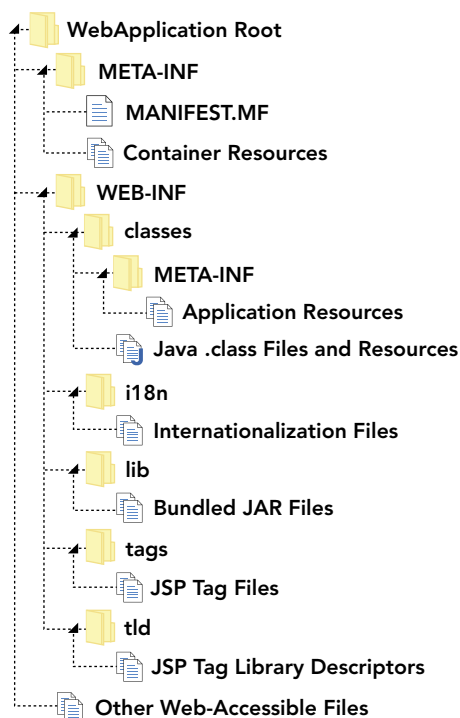 WebApplication Root
META-INF
MANIFEST.MF
Container Resources
WEB-INF
classes
META-INF
Application Resources
Java .class Files and Resources
i18n
Internationalization Files
lib
Bundled JAR Files
tags
JSP Tag Files
tld
JSP Tag Library Descriptors
Other Web-Accessible Files